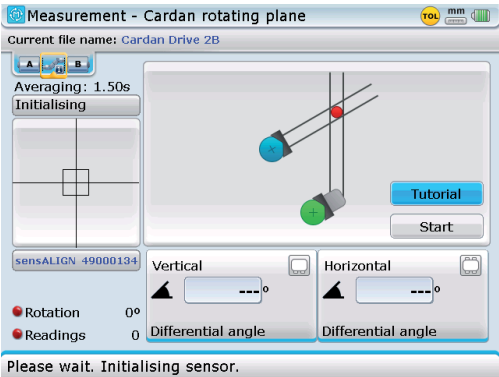 Measurement - Cardan rotating plane
TOL mm
Current file name: Cardan Drive 2B
A B
Averaging: 1.50s
Initialising
Tutorial
Start
sensALIGN 49000134
Vertical
---°
Differential angle
Horizontal
---°
Differential angle
Rotation 0°
Readings 0
Please wait. Initialising sensor.